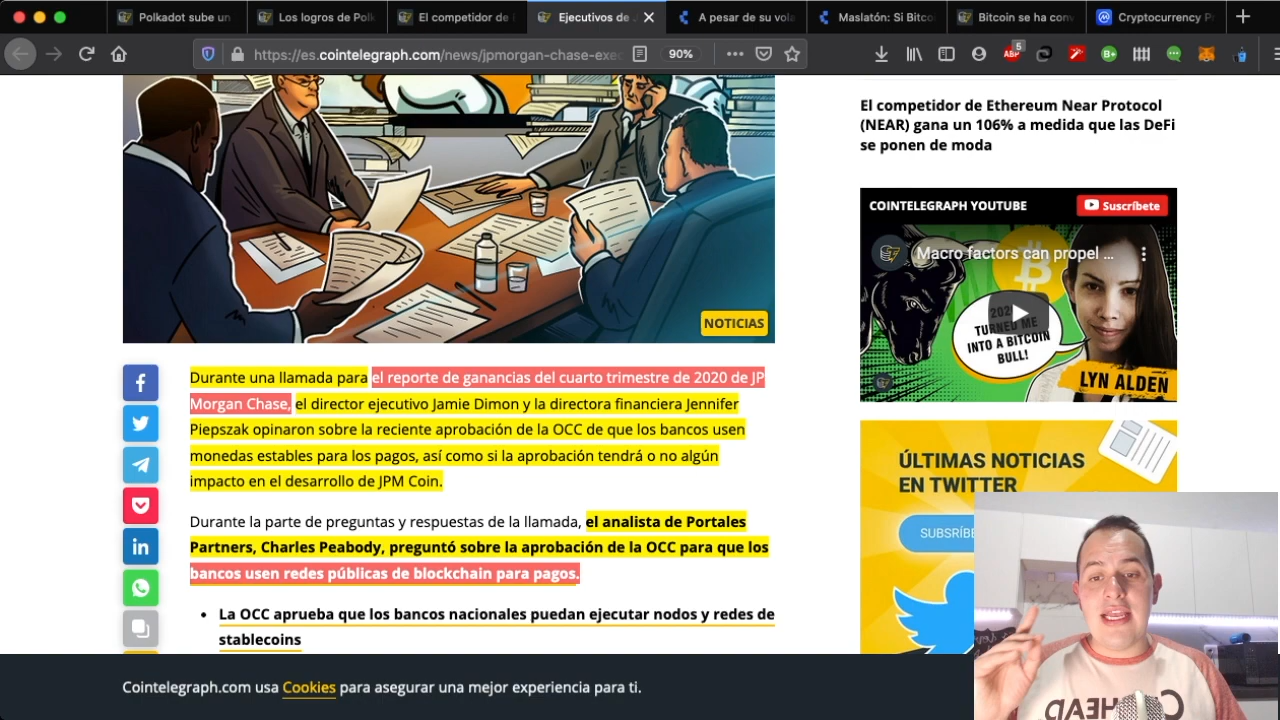 Polkadot sube un
Los logros de Polk
El competidor de
Ejecutivos de
A pesar de su vola
Maslatón: Si Bitco
Bitcoin se ha conv
Cryptocurrency Pr
https://es.cointelegraph.com/news/jpmorgan-chase-exec
90%
5
ABP
B+
El competidor de Ethereum Near Protocol
(NEAR) gana un 106% a medida que las DeFi
se ponen de moda
COINTELEGRAPH YOUTUBE
Suscríbete
Macro factors can propel ...
TURNED ME
INTO A BITCOIN
BULL!
LYN ALDEN
NOTICIAS
Durante una llamada para el reporte de ganancias del cuarto trimestre de 2020 de JP
Morgan Chase, el director ejecutivo Jamie Dimon y la directora financiera Jennifer
Piepszak opinaron sobre la reciente aprobación de la OCC de que los bancos usen
monedas estables para los pagos, así como si la aprobación tendrá o no algún
impacto en el desarrollo de JPM Coin.
Durante la parte de preguntas y respuestas de la llamada, el analista de Portales
Partners, Charles Peabody, preguntó sobre la aprobación de la OCC para que los
bancos usen redes públicas de blockchain para pagos.
La OCC aprueba que los bancos nacionales puedan ejecutar nodos y redes de
stablecoins
ÚLTIMAS NOTICIAS
EN TWITTER
SUBSCRÍBE
Cointelegraph.com usa Cookies para asegurar una mejor experiencia para ti.